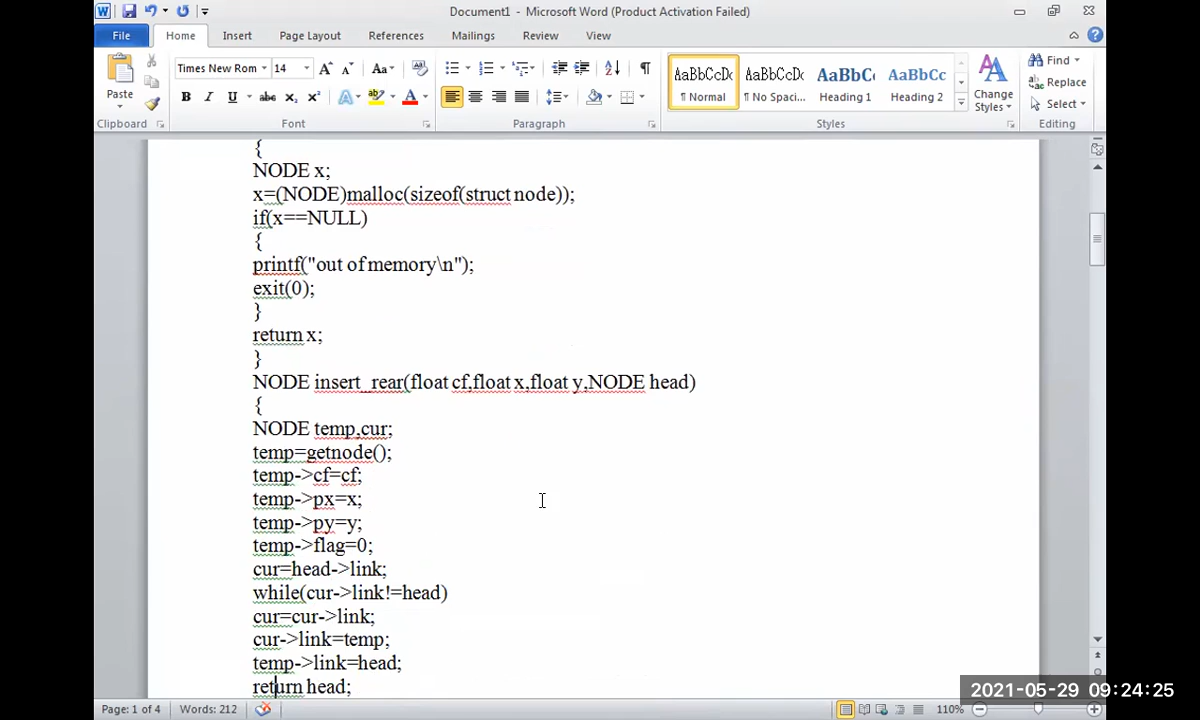 Document1 - Microsoft Word (Product Activation Failed)
File Home Insert Page Layout References Mailings Review View
Paste
Clipboard
Times New Rom 14
Font
Paragraph
AaBbCcDc AaBbCcDc AaBbC( AaBbCc
¶ Normal ¶ No Spaci... Heading 1 Heading 2
Change
Styles
Styles
Find
Replace
Select
Editing
{
NODE x;
x=(NODE)malloc(sizeof(struct node));
if(x==NULL)
{
printf("out of memory\n");
exit(0);
}
return x;
}
NODE insert_rear(float cf,float x,float y,NODE head)
{
NODE temp,cur;
temp=getnode();
temp->cf=cf;
temp->px=x;
temp->py=y;
temp->flag=0;
cur=head->link;
while(cur->link!=head)
cur=cur->link;
cur->link=temp;
temp->link=head;
return head;
2021-05-29 09:24:25
Page: 1 of 4 Words: 212 110%